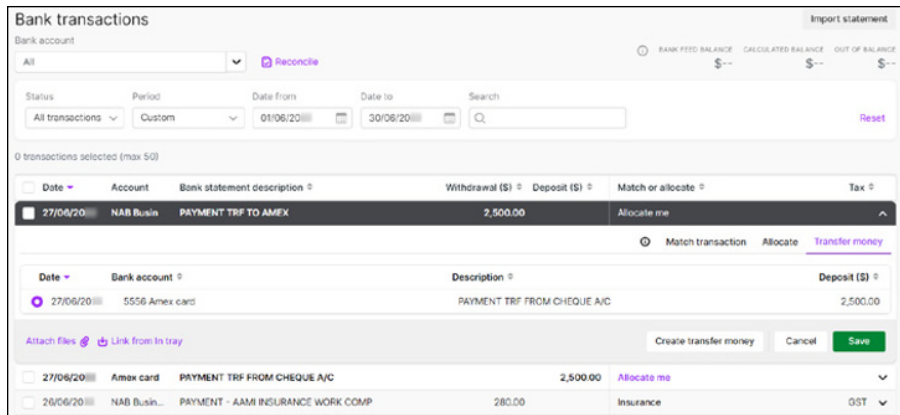 Bank transactions
Import statement
Bank account
All
Reconcile
BANK FEED BALANCE CALCULATED BALANCE OUT OF BALANCE
$-- $-- $--
Status Period Date from Date to Search
All transactions Custom 01/06/20 30/06/20
Reset
0 transactions selected (max 50)
Date Account Bank statement description Withdrawal ($) Deposit ($) Match or allocate Tax
27/06/20 NAB Busin PAYMENT TRF TO AMEX 2,500.00 Allocate me
Match transaction Allocate Transfer money
Date Bank account Description Deposit ($)
27/06/20 5556 Amex card PAYMENT TRF FROM CHEQUE A/C 2,500.00
Attach files Link from In tray Create transfer money Cancel Save
27/06/20 Amex card PAYMENT TRF FROM CHEQUE A/C 2,500.00 Allocate me
26/06/20 NAB Busin... PAYMENT - AAMI INSURANCE WORK COMP 280.00 Insurance GST